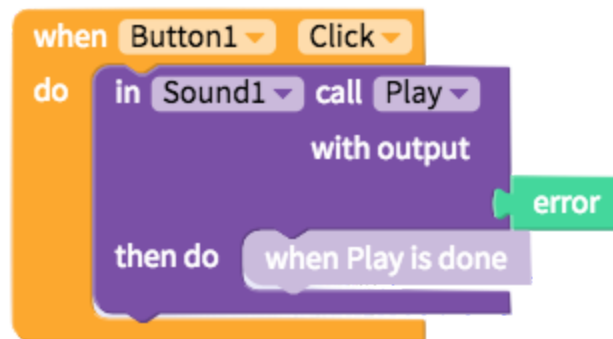 when Button1 Click
do in Sound1 call Play
with output
error
then do when Play is done